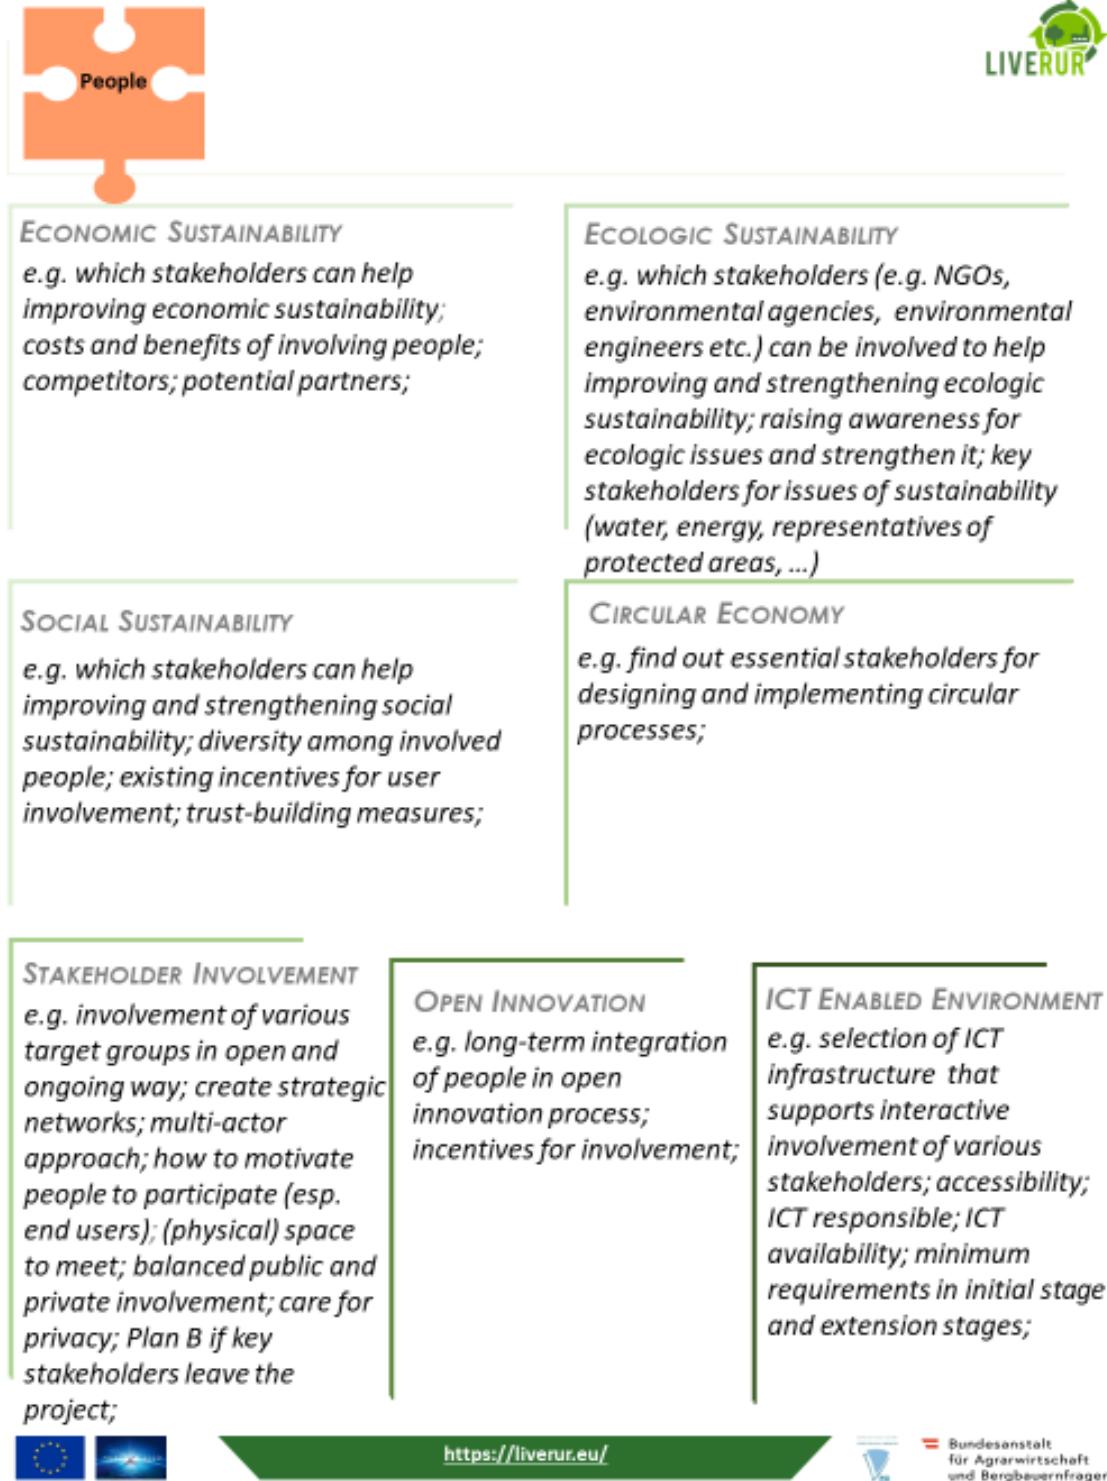 People
LIVERUR
ECONOMIC SUSTAINABILITY
e.g. which stakeholders can help
improving economic sustainability;
costs and benefits of involving people;
competitors; potential partners;
ECOLOGIC SUSTAINABILITY
e.g. which stakeholders (e.g. NGOs,
environmental agencies, environmental
engineers etc.) can be involved to help
improving and strengthening ecologic
sustainability; raising awareness for
ecologic issues and strengthen it; key
stakeholders for issues of sustainability
(water, energy, representatives of
protected areas, ...)
SOCIAL SUSTAINABILITY
e.g. which stakeholders can help
improving and strengthening social
sustainability; diversity among involved
people; existing incentives for user
involvement; trust-building measures;
CIRCULAR ECONOMY
e.g. find out essential stakeholders for
designing and implementing circular
processes;
STAKEHOLDER INVOLVEMENT
e.g. involvement of various
target groups in open and
ongoing way; create strategic
networks; multi-actor
approach; how to motivate
people to participate (esp.
end users); (physical) space
to meet; balanced public and
private involvement; care for
privacy; Plan B if key
stakeholders leave the
project;
OPEN INNOVATION
e.g. long-term integration
of people in open
innovation process;
incentives for involvement;
ICT ENABLED ENVIRONMENT
e.g. selection of ICT
infrastructure that
supports interactive
involvement of various
stakeholders; accessibility;
ICT responsible; ICT
availability; minimum
requirements in initial stage
and extension stages;
https://liverur.eu/
Bundesanstalt
für Agrarwirtschaft
und Bergbauernfragen